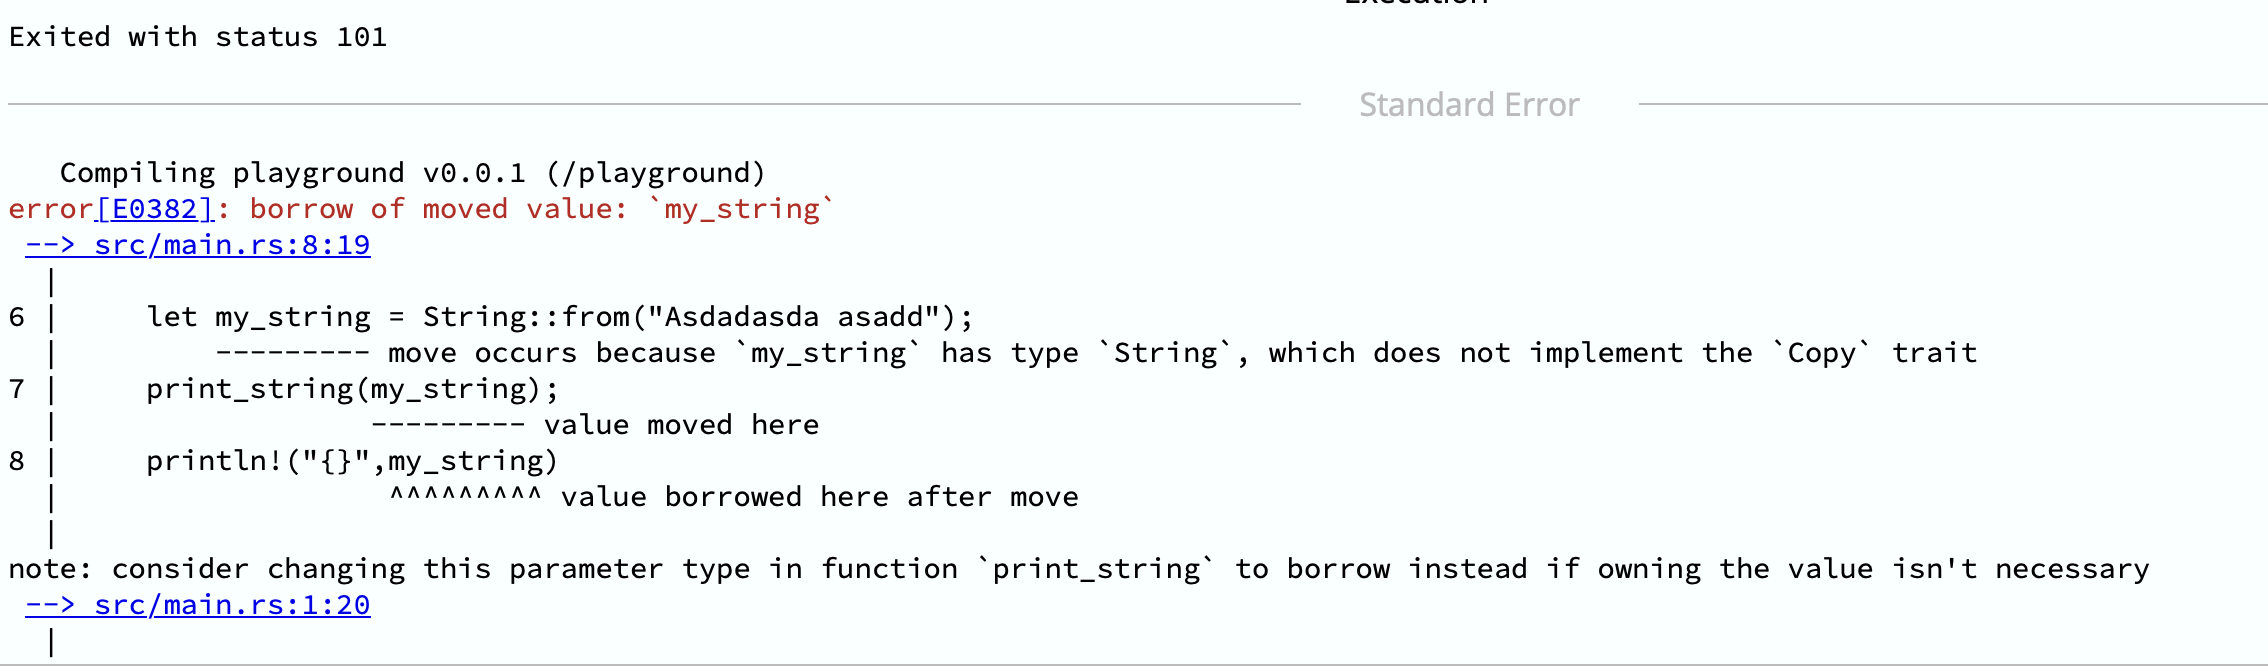 Execution
Exited with status 101
Standard Error
   Compiling playground v0.0.1 (/playground)
error[E0382]: borrow of moved value: `my_string`
 --> src/main.rs:8:19
  |
6 |     let my_string = String::from("Asdadasda asadd");
  |         --------- move occurs because `my_string` has type `String`, which does not implement the `Copy` trait
7 |     print_string(my_string);
  |                  --------- value moved here
8 |     println!("{}",my_string)
  |                   ^^^^^^^^^ value borrowed here after move
  |
note: consider changing this parameter type in function `print_string` to borrow instead if owning the value isn't necessary
 --> src/main.rs:1:20
  |